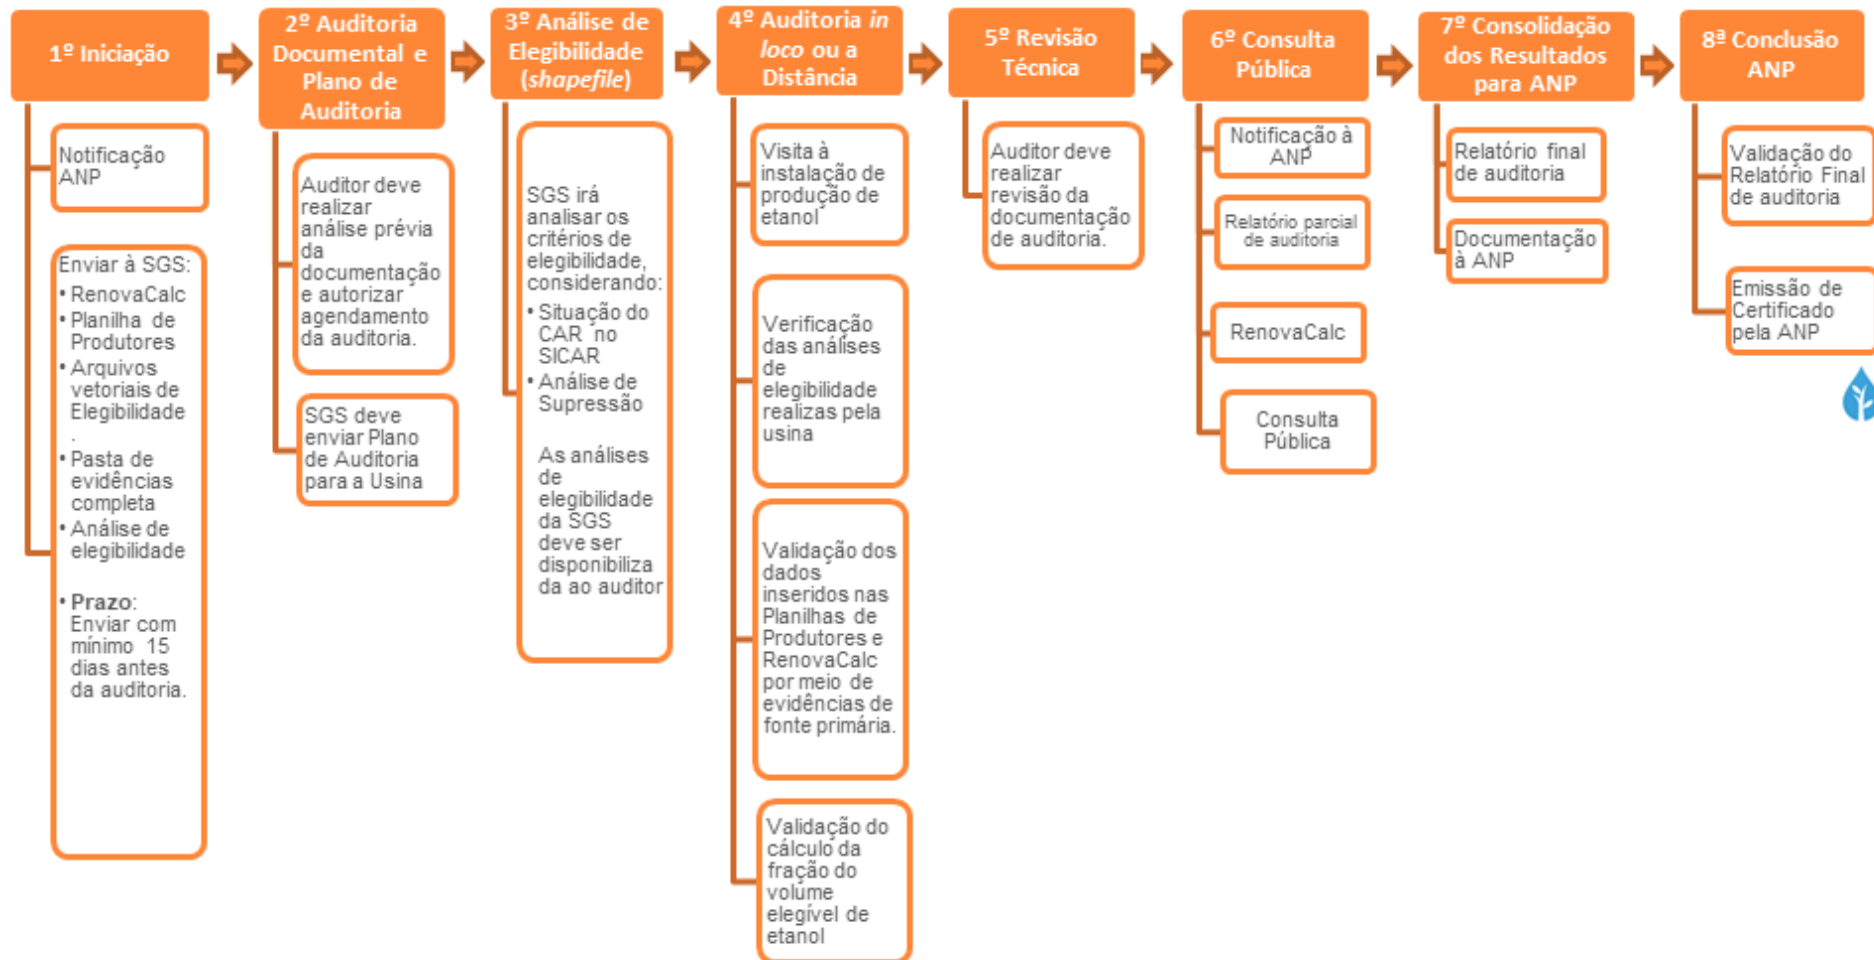 1º Iniciação
Notificação
ANP
Enviar à SGS:
• RenovaCalc
• Planilha de
Produtores
• Arquivos
vetoriais de
Elegibilidade
.
• Pasta de
evidências
completa
• Análise de
elegibilidade
• Prazo:
Enviar com
mínimo 15
dias antes
da auditoria.
2º Auditoria
Documental e
Plano de
Auditoria
Auditor deve
realizar
análise prévia
da
documentação
e autorizar
agendamento
da auditoria.
SGS deve
enviar Plano
de Auditoria
para a Usina
3º Análise de
Elegibilidade
(shapefile)
SGS irá
analisar os
critérios de
elegibilidade,
considerando:
• Situação do
CAR no
SICAR
• Análise de
Supressão
As análises
de
elegibilidade
da SGS
deve ser
disponibiliza
da ao auditor
4º Auditoria in
loco ou a
Distância
Visita à
instalação de
produção de
etanol
Verificação
das análises
de
elegibilidade
realizas pela
usina
Validação dos
dados
inseridos nas
Planilhas de
Produtores e
RenovaCalc
por meio de
evidências de
fonte primária.
Validação do
cálculo da
fração do
volume
elegível de
etanol
5º Revisão
Técnica
Auditor deve
realizar
revisão da
documentação
de auditoria.
6º Consulta
Pública
Notificação à
ANP
Relatório parcial
de auditoria
RenovaCalc
Consulta
Pública
7º Consolidação
dos Resultados
para ANP
Relatório final
de auditoria
Documentação
à ANP
8ª Conclusão
ANP
Validação do
Relatório Final
de auditoria
Emissão de
Certificado
pela ANP